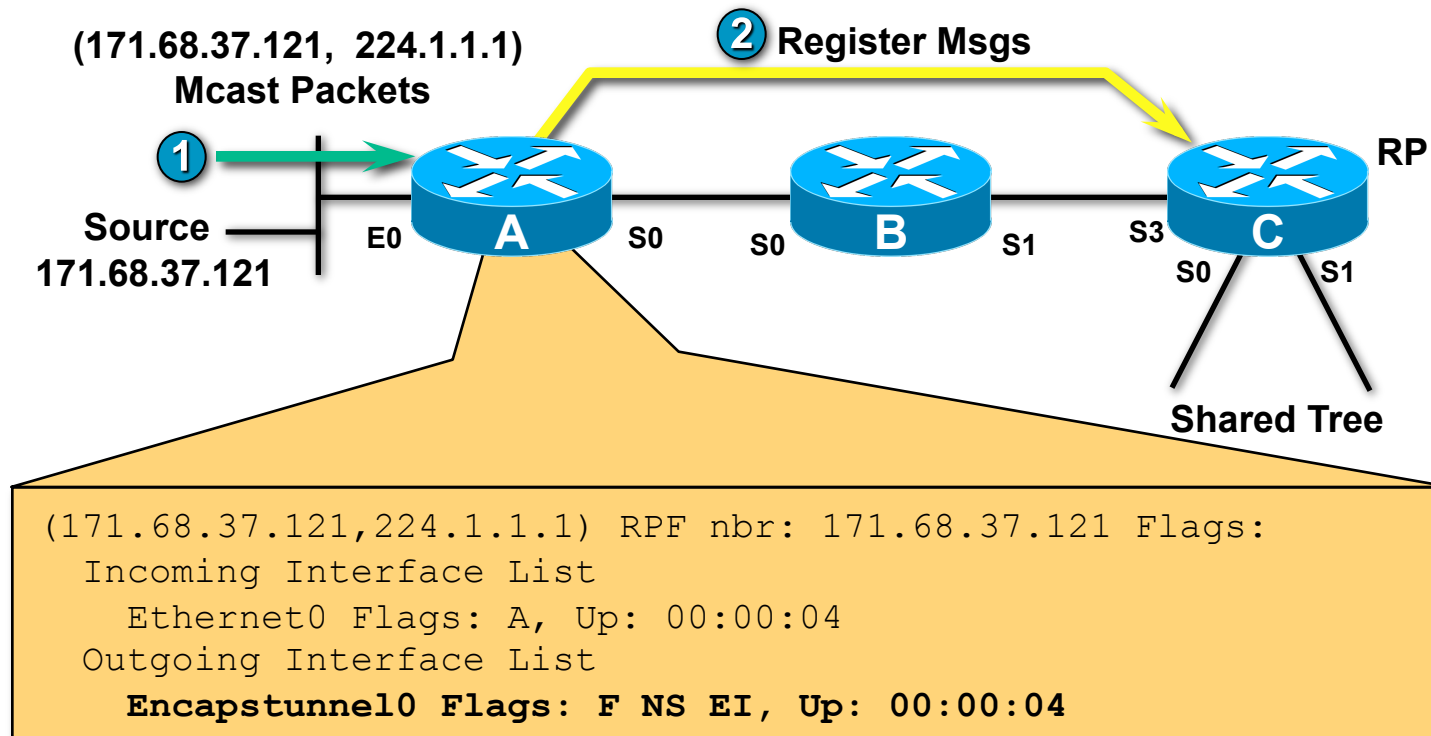 (171.68.37.121, 224.1.1.1)
Mcast Packets
2 Register Msgs
1
RP
Source
171.68.37.121
E0
A
S0
S0
B
S1
S3
C
S0
S1
Shared Tree
(171.68.37.121,224.1.1.1) RPF nbr: 171.68.37.121 Flags:
Incoming Interface List
Ethernet0 Flags: A, Up: 00:00:04
Outgoing Interface List
Encapstunnel0 Flags: F NS EI, Up: 00:00:04